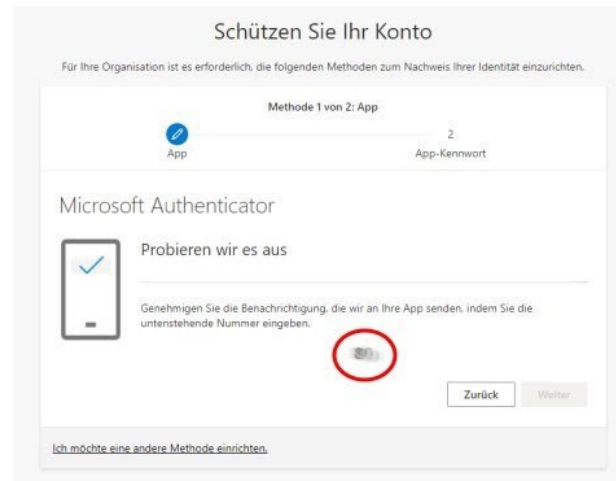 Schützen Sie Ihr Konto
Für Ihre Organisation ist es erforderlich, die folgenden Methoden zum Nachweis Ihrer Identität einzurichten.
Methode 1 von 2: App
2
App
App-Kennwort
Microsoft Authenticator
Probieren wir es aus
Genehmigen Sie die Benachrichtigung, die wir an Ihre App senden, indem Sie die
untenstehende Nummer eingeben.
Zurück
Weiter
Ich möchte eine andere Methode einrichten.